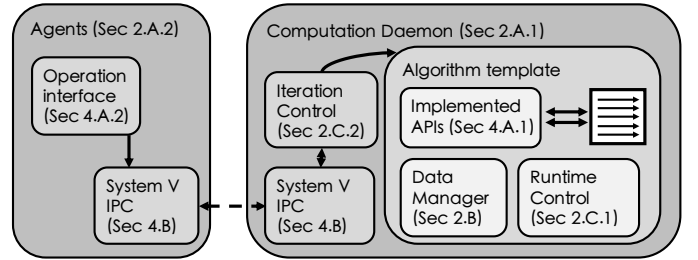 Agents (Sec 2.A.2)
Operation
interface
(Sec 4.A.2)
System V
IPC
(Sec 4.B)
Computation Daemon (Sec 2.A.1)
Iteration
Control
(Sec 2.C.2)
System V
IPC
(Sec 4.B)
Algorithm template
Implemented
APIs (Sec 4.A.1)
Data
Manager
(Sec 2.B)
Runtime
Control
(Sec 2.C.1)